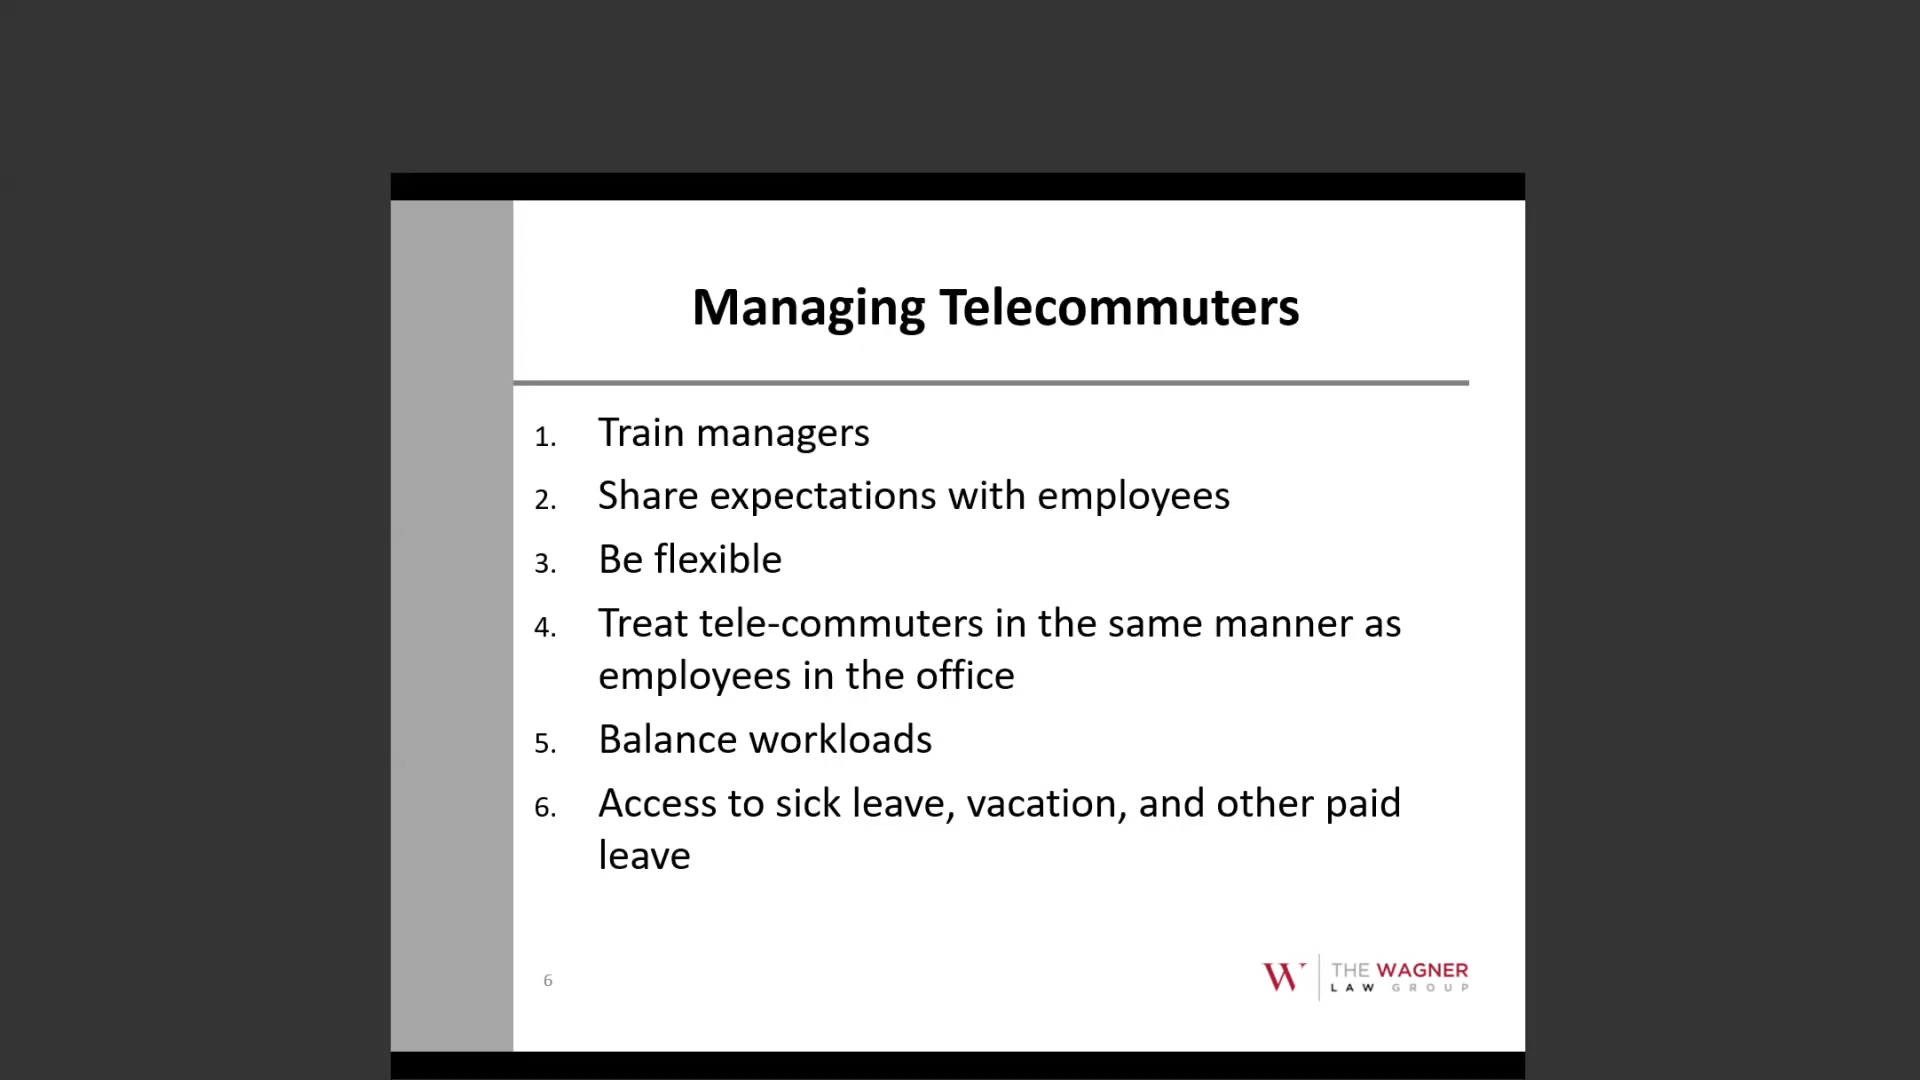 Managing Telecommuters
1. Train managers
2. Share expectations with employees
3. Be flexible
4. Treat tele-commuters in the same manner as
employees in the office
5. Balance workloads
6. Access to sick leave, vacation, and other paid
leave
6
W THE WAGNER
LAW GROUP